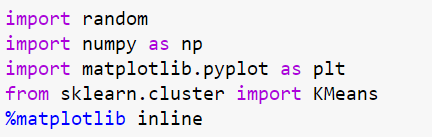 import random
import numpy as np
import matplotlib.pyplot as plt
from sklearn.cluster import KMeans
%matplotlib inline